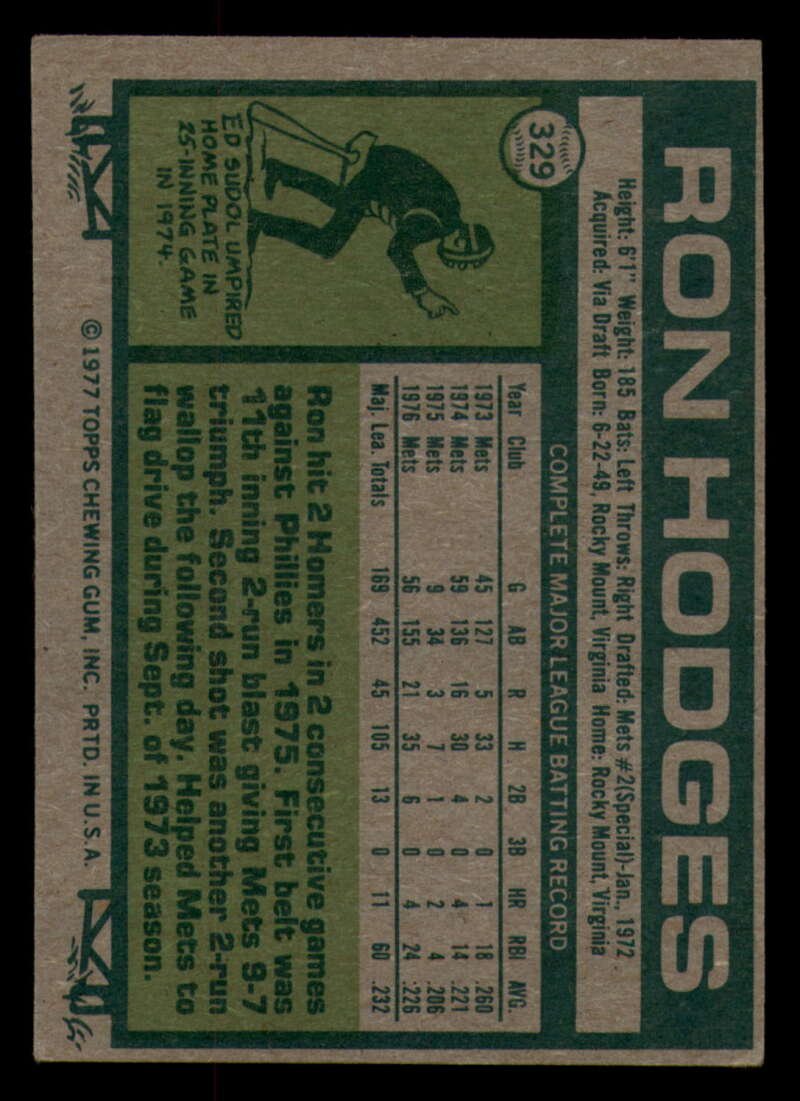 RON HODGES
329
Height: 6'1" Weight: 185 Bats: Left Throws: Right Drafted: Mets #2(Special)-Jan., 1972
Acquired: Via Draft Born: 6-22-49, Rocky Mount, Virginia Home: Rocky Mount, Virginia
COMPLETE MAJOR LEAGUE BATTING RECORD
Year Club G AB R H 2B 3B HR RBI AVG.
1973 Mets 45 127 5 33 2 0 1 18 .260
1974 Mets 59 136 16 30 4 0 4 14 .221
1975 Mets 9 34 3 7 1 0 2 4 .206
1976 Mets 56 155 21 35 6 0 4 24 .226
Maj. Lea. Totals 169 452 45 105 13 0 11 60 .232
ED SUDOL UMPIRED
HOME PLATE IN
25-INNING GAME
IN 1974.
Ron hit 2 Homers in 2 consecutive games
against Phillies in 1975. First belt was
11th inning 2-run blast giving Mets 9-7
triumph. Second shot was another 2-run
wallop the following day. Helped Mets to
flag drive during Sept. of 1973 season.
©1977 TOPPS CHEWING GUM, INC. PRTD. IN U.S.A.